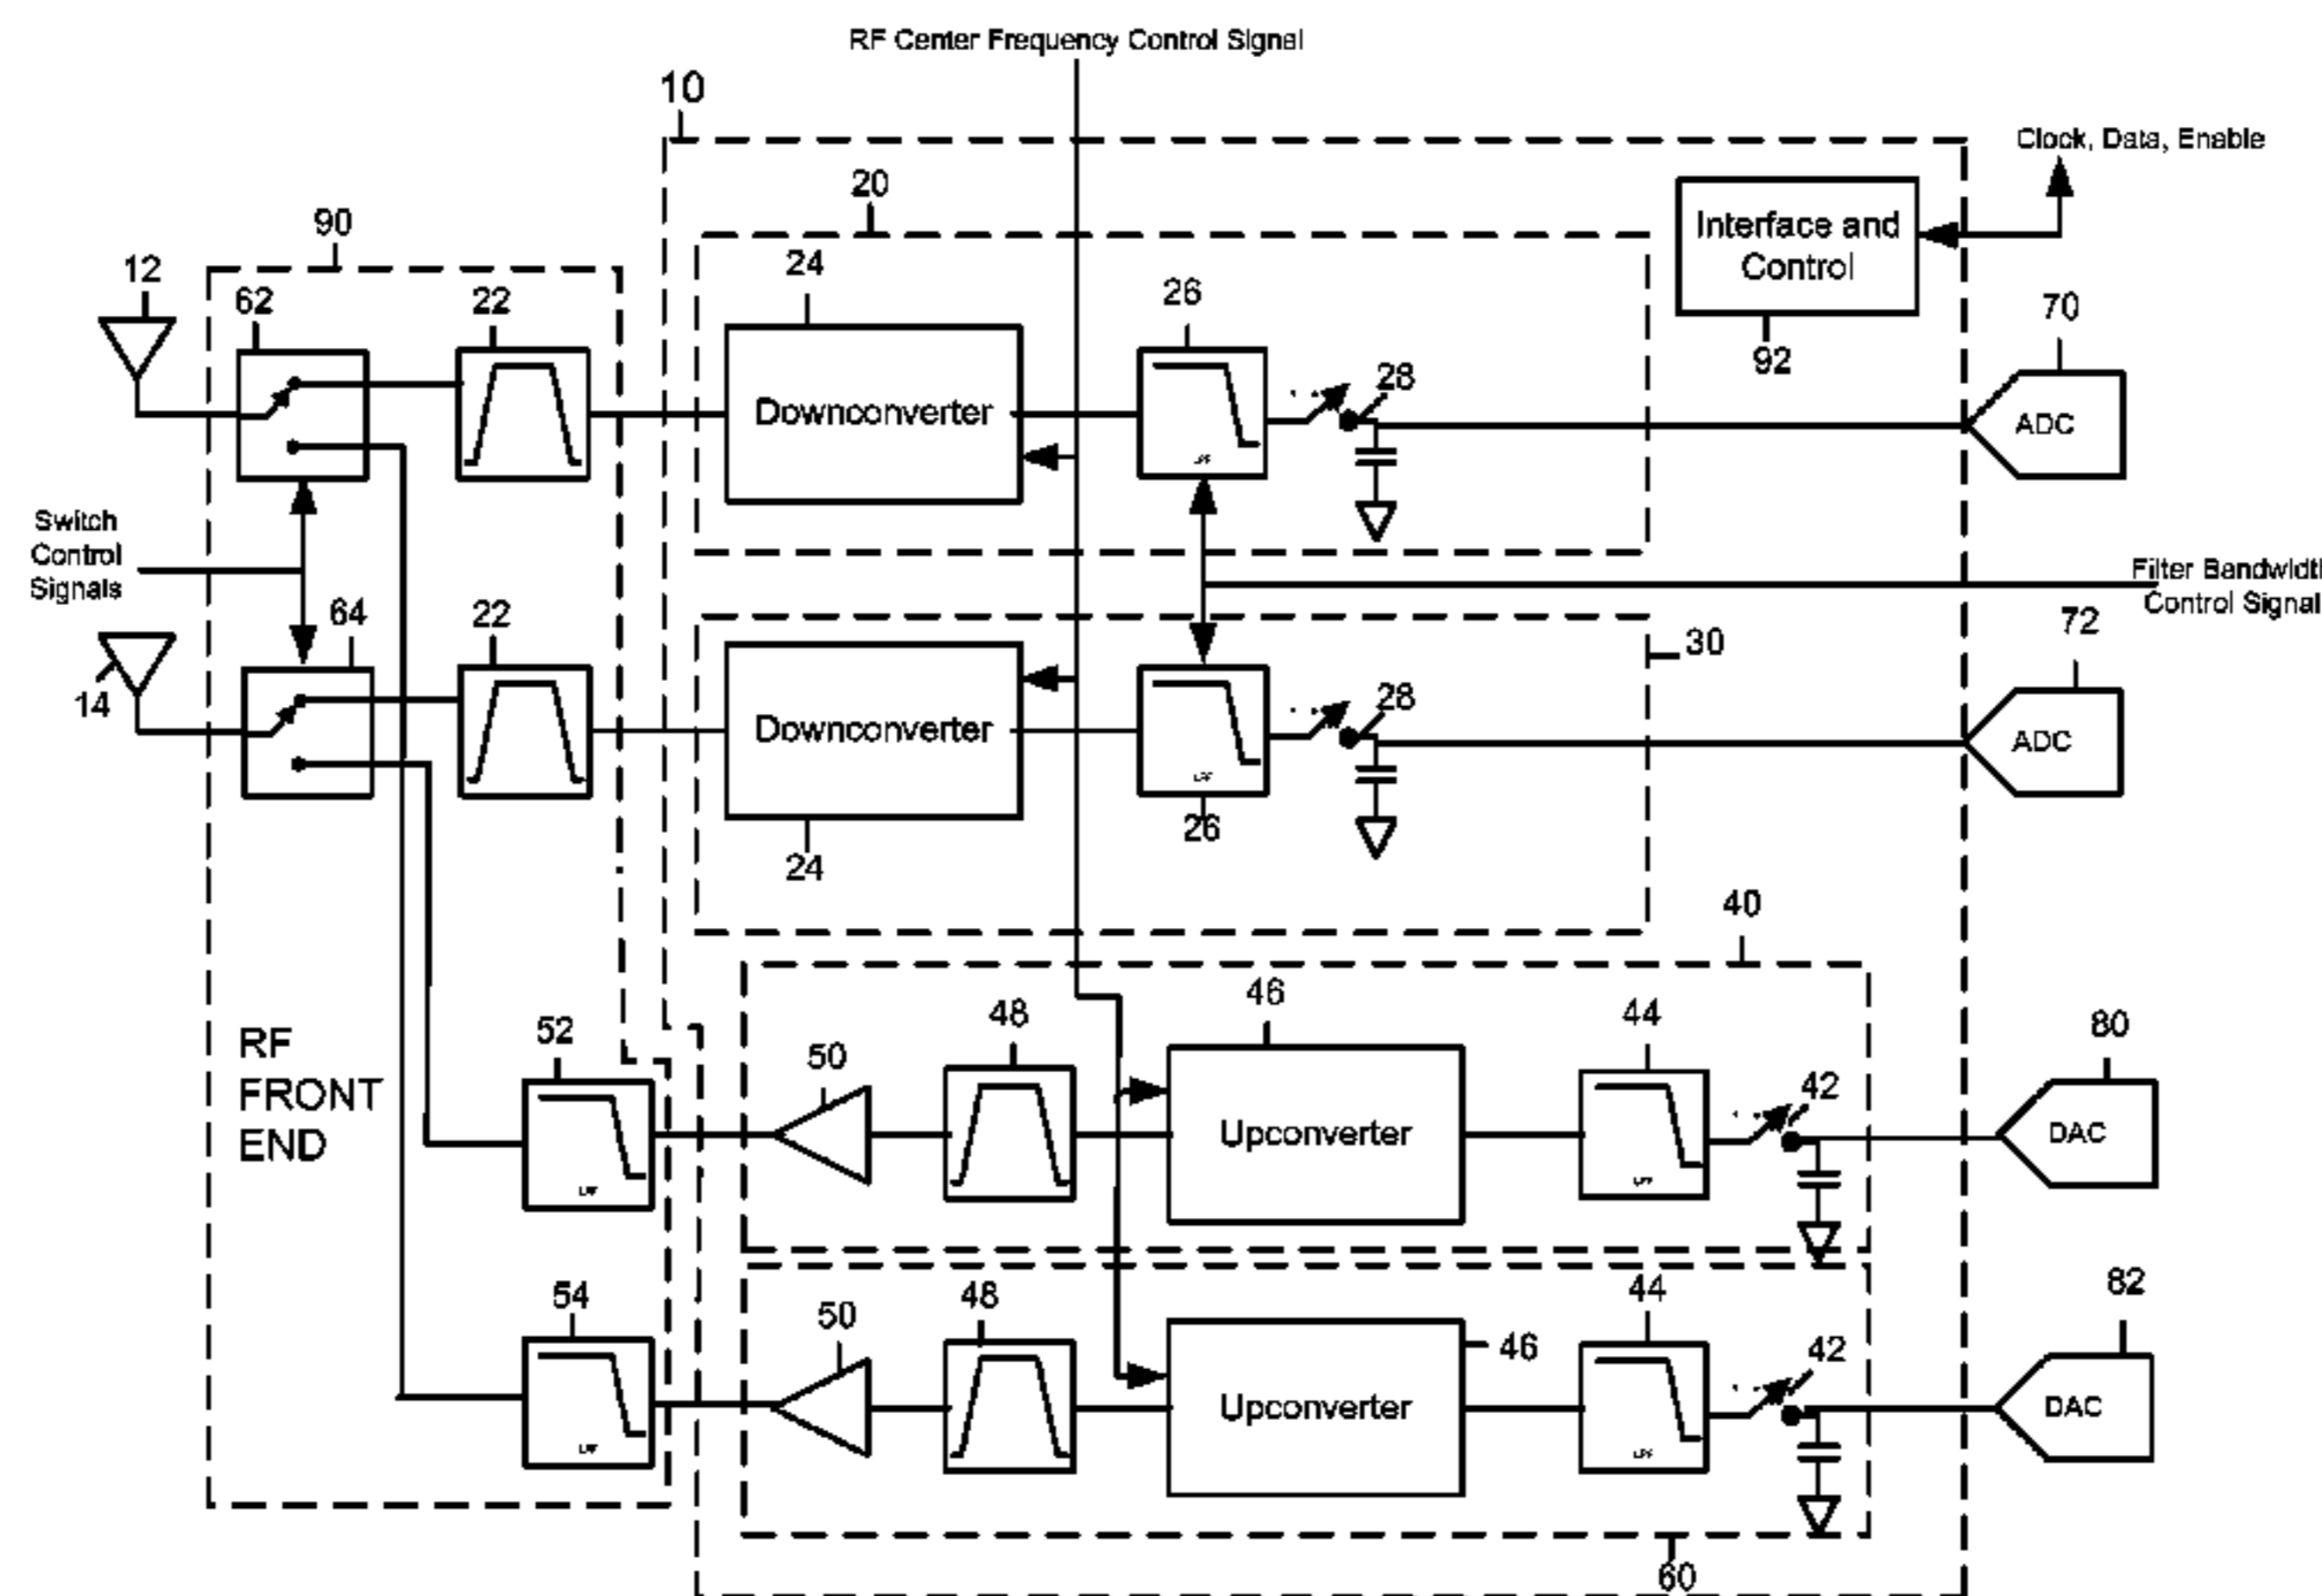 RF Center Frequency Control Signal
10
Clock, Data, Enable
20
Interface and
Control
90
12
62
22
24
26
70
92
28
Downconverter
ADC
Switch
Control
Signals
Filter Bandwidt
Control Signal
64
22
72
30
14
28
Downconverter
ADC
26
24
40
46
48
44
52
50
80
RF
FRONT
END
42
Upconverter
DAC
54
50
48
44
82
46
42
Upconverter
DAC
60